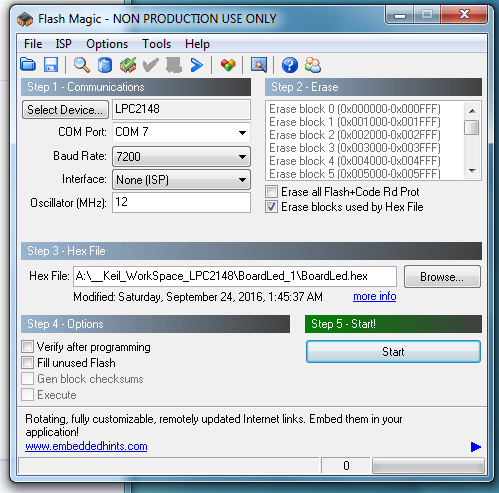 Flash Magic - NON PRODUCTION USE ONLY
File ISP Options Tools Help
Step 1 - Communications
Select Device... LPC2148
COM Port: COM 7
Baud Rate: 7200
Interface: None (ISP)
Oscillator (MHz): 12
Step 2 - Erase
Erase block 0 (0x000000-0x000FFF)
Erase block 1 (0x001000-0x001FFF)
Erase block 2 (0x002000-0x002FFF)
Erase block 3 (0x003000-0x003FFF)
Erase block 4 (0x004000-0x004FFF)
Erase block 5 (0x005000-0x005FFF)
Erase all Flash+Code Rd Prot
Erase blocks used by Hex File
Step 3 - Hex File
Hex File: A:\__Keil_WorkSpace_LPC2148\BoardLed_1\BoardLed.hex Browse...
Modified: Saturday, September 24, 2016, 1:45:37 AM more info
Step 4 - Options
Verify after programming
Fill unused Flash
Gen block checksums
Execute
Step 5 - Start!
Start
Rotating, fully customizable, remotely updated Internet links. Embed them in your
application!
www.embeddedhints.com
0